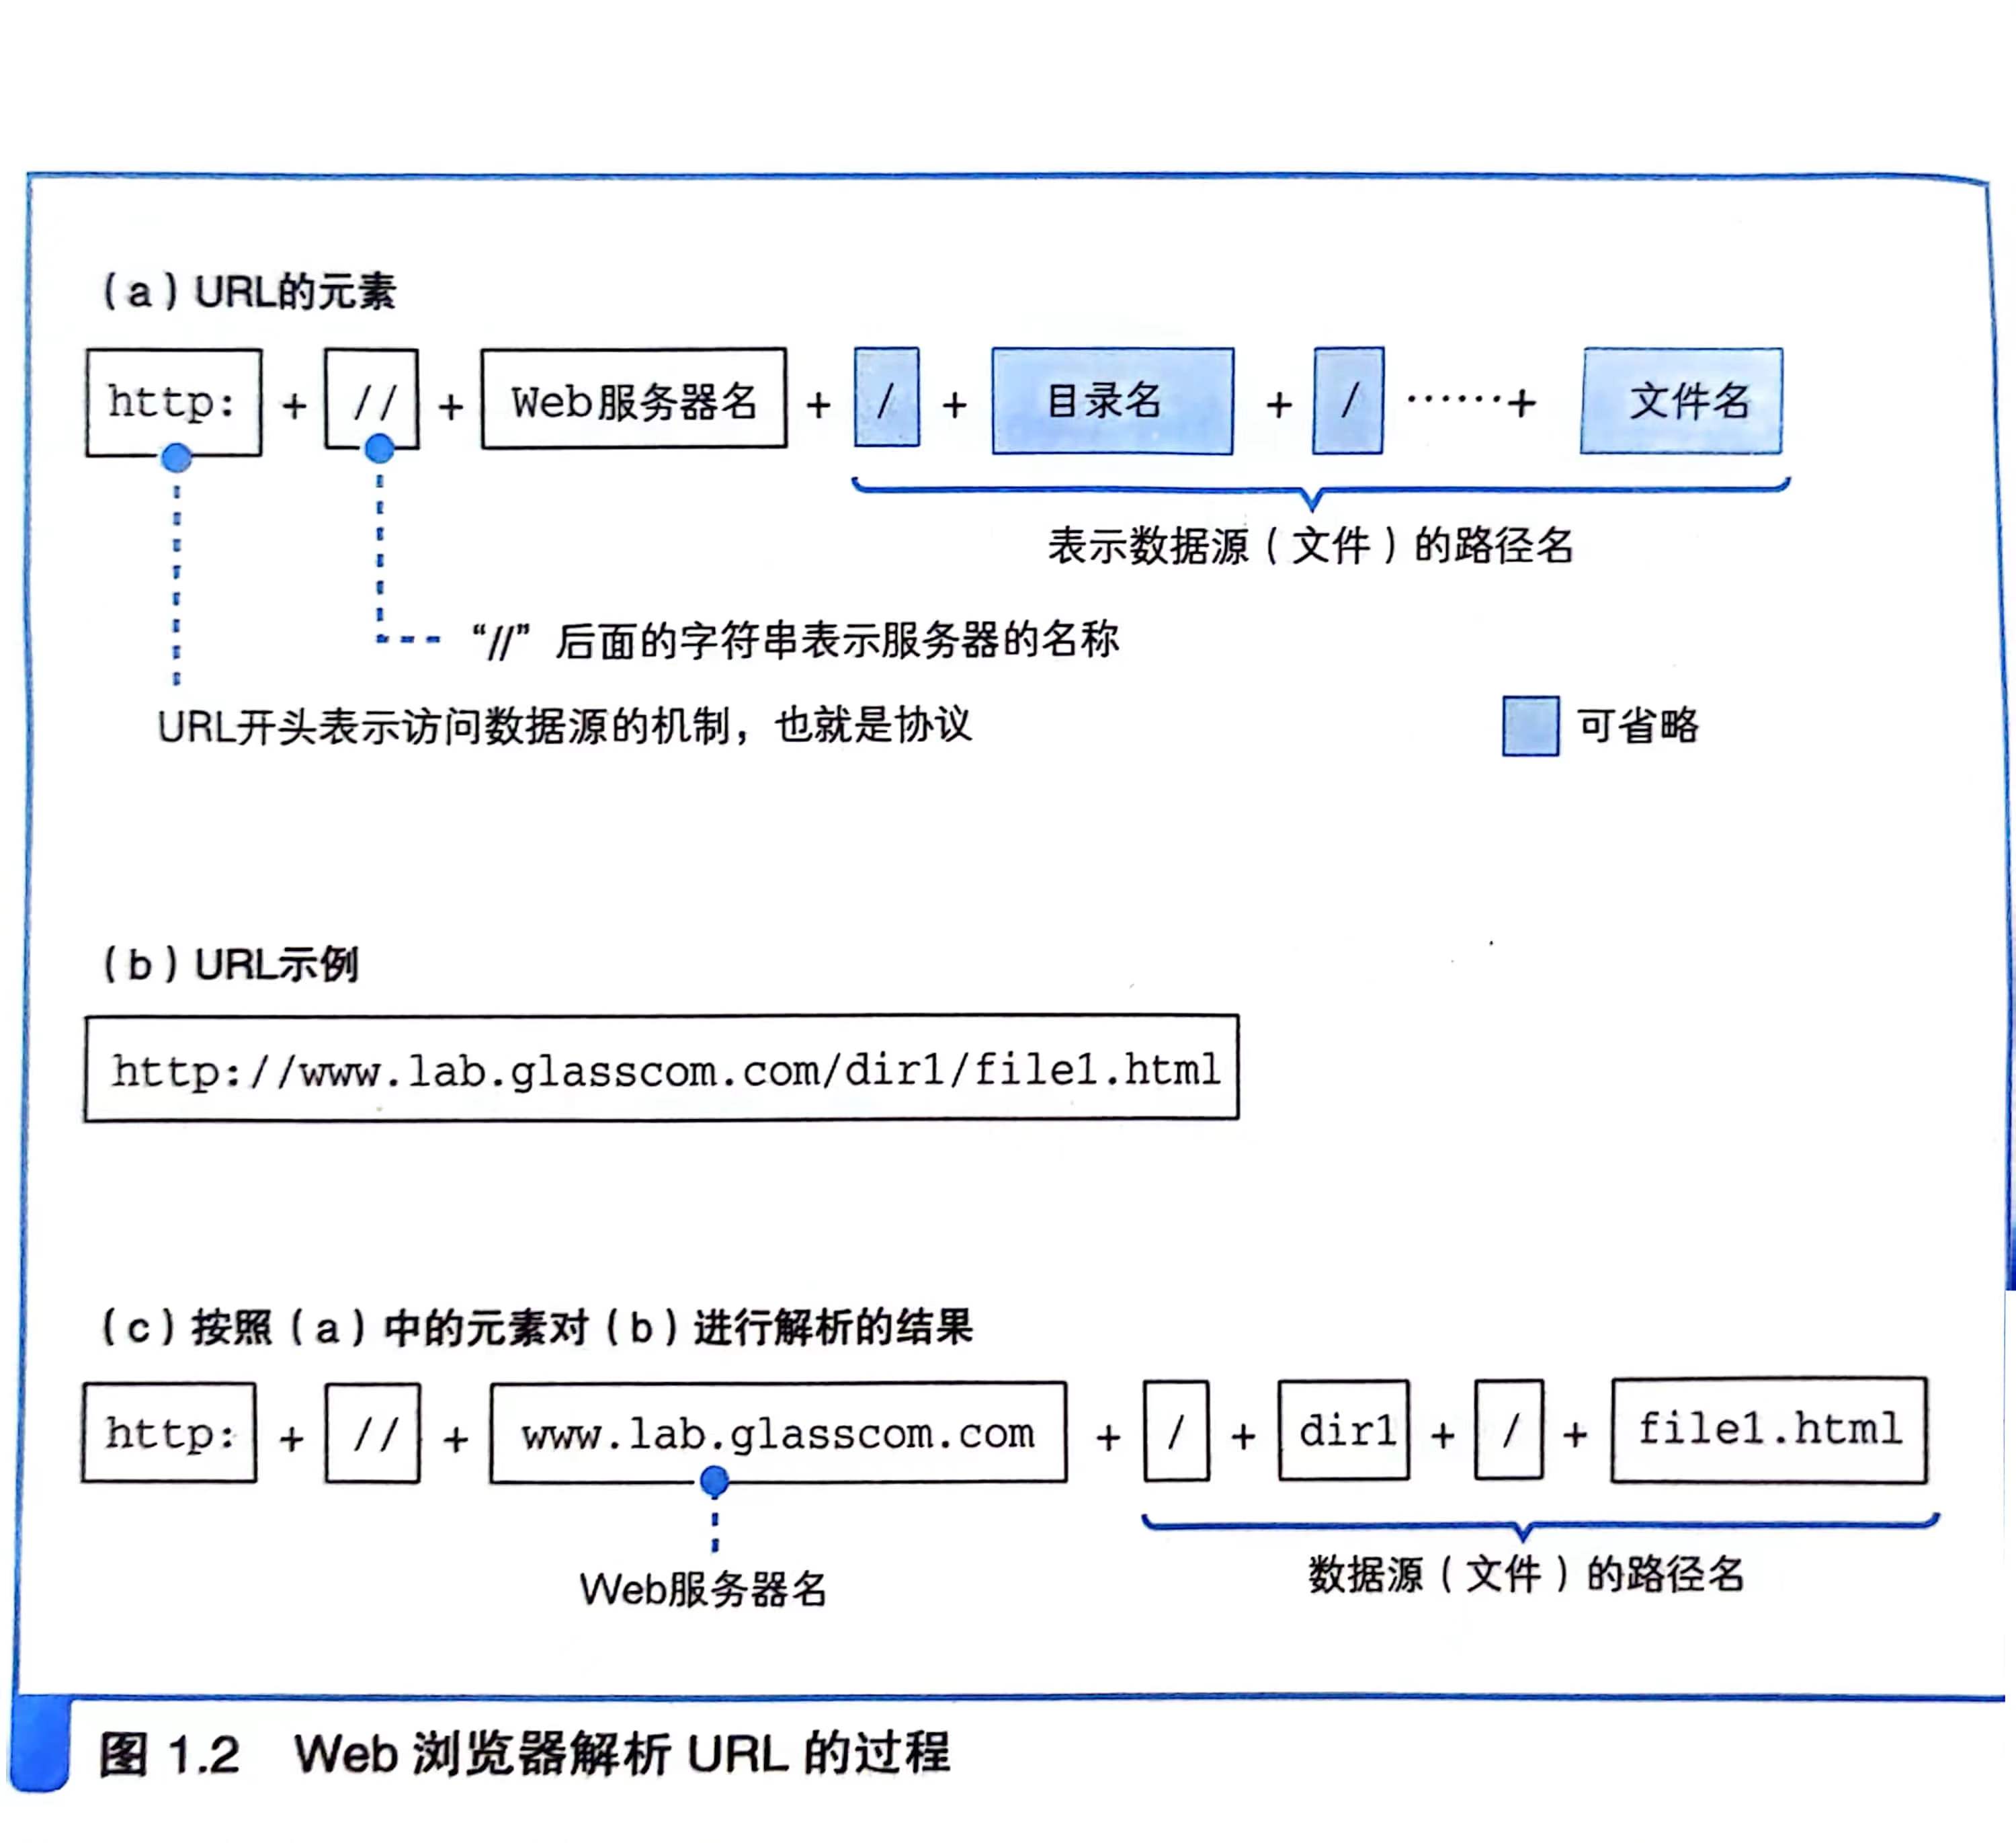 （a）URL的元素
http: + // + Web服务器名 + / + 目录名 + / ……+ 文件名
表示数据源（文件）的路径名
“//”后面的字符串表示服务器的名称
URL开头表示访问数据源的机制，也就是协议
可省略
（b）URL示例
http://www.lab.glasscom.com/dir1/file1.html
（c）按照（a）中的元素对（b）进行解析的结果
http: + // + www.lab.glasscom.com + / + dir1 + / + file1.html
Web服务器名
数据源（文件）的路径名
图 1.2 Web 浏览器解析 URL 的过程